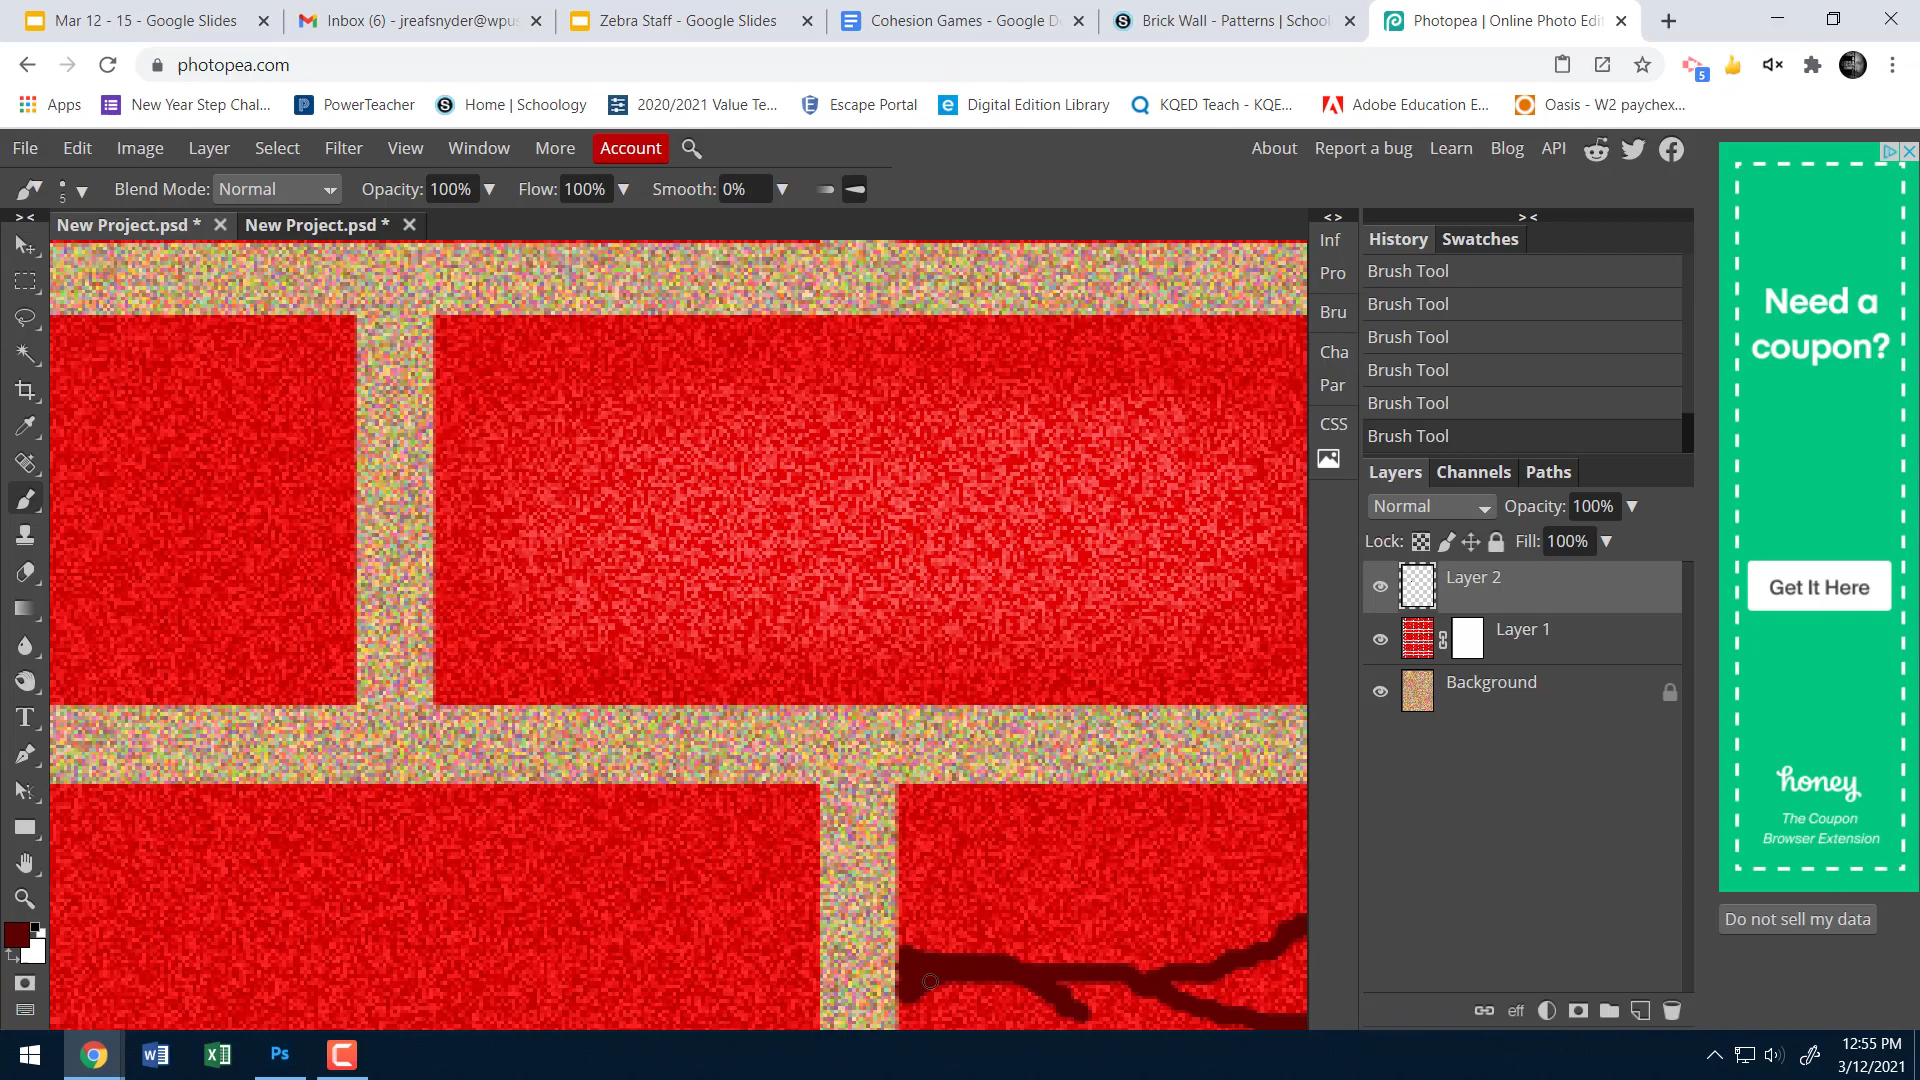 Mar 12 - 15 - Google Slides
Inbox (6) - jreafsnyder@wpus
Zebra Staff - Google Slides
Cohesion Games - Google Do
Brick Wall - Patterns | School
Photopea | Online Photo Edit
photopea.com
5
Apps
New Year Step Chal...
PowerTeacher
Home | Schoology
2020/2021 Value Te...
Escape Portal
Digital Edition Library
KQED Teach - KQE...
Adobe Education E...
Oasis - W2 paychex...
File Edit Image Layer Select Filter View Window More Account
About Report a bug Learn Blog API
5
Blend Mode: Normal Opacity: 100% Flow: 100% Smooth: 0%
New Project.psd * New Project.psd *
Inf
Pro
Bru
Cha
Par
CSS
History Swatches
Brush Tool
Brush Tool
Brush Tool
Brush Tool
Brush Tool
Brush Tool
Layers Channels Paths
Normal Opacity: 100%
Lock: Fill: 100%
Layer 2
Layer 1
Background
eff
Need a
coupon?
Get It Here
honey
The Coupon
Browser Extension
Do not sell my data
12:55 PM
3/12/2021